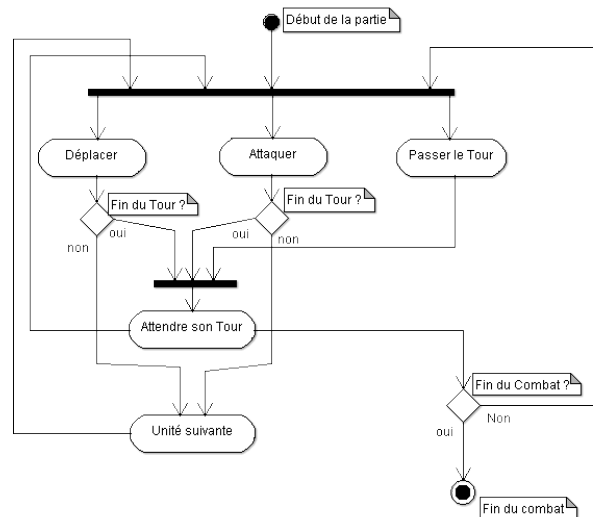 Début de la partie
Déplacer
Attaquer
Passer le Tour
Fin du Tour ?
Fin du Tour ?
non
oui
oui
non
Attendre son Tour
Fin du Combat ?
Unité suivante
oui
Non
Fin du combat